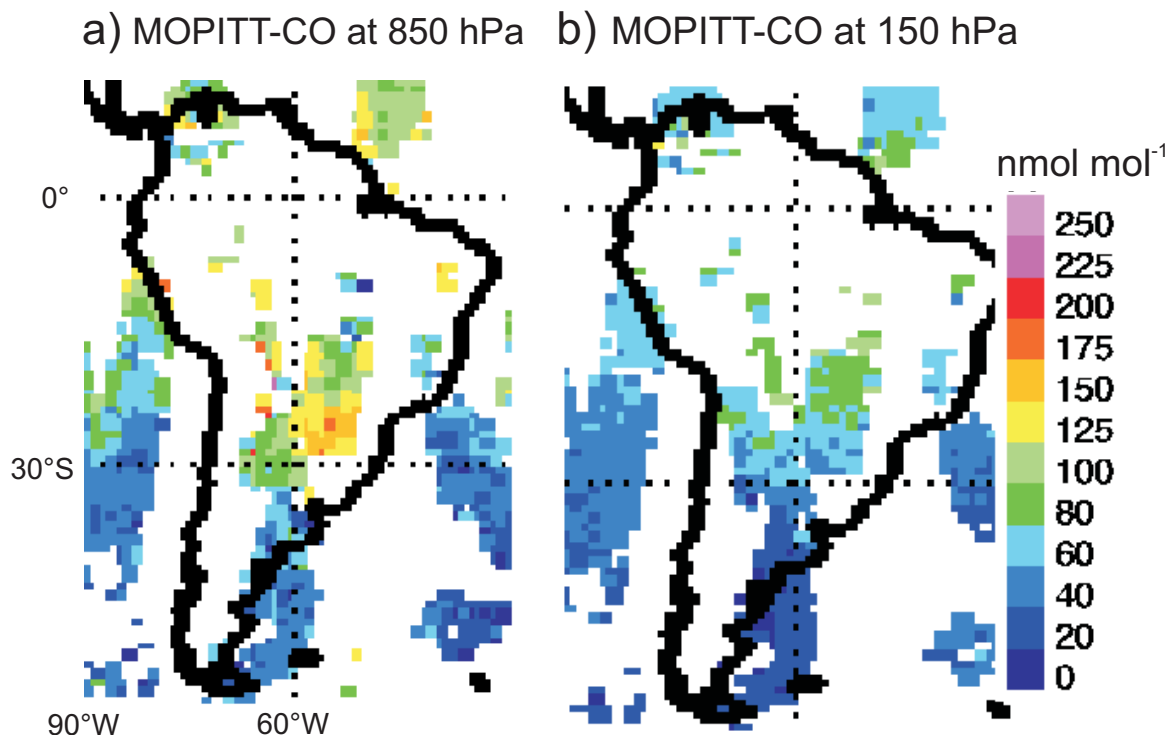 a) MOPITT-CO at 850 hPa
b) MOPITT-CO at 150 hPa
nmol mol⁻¹
250
225
200
175
150
125
100
80
60
40
20
0
0°
30°S
90°W
60°W